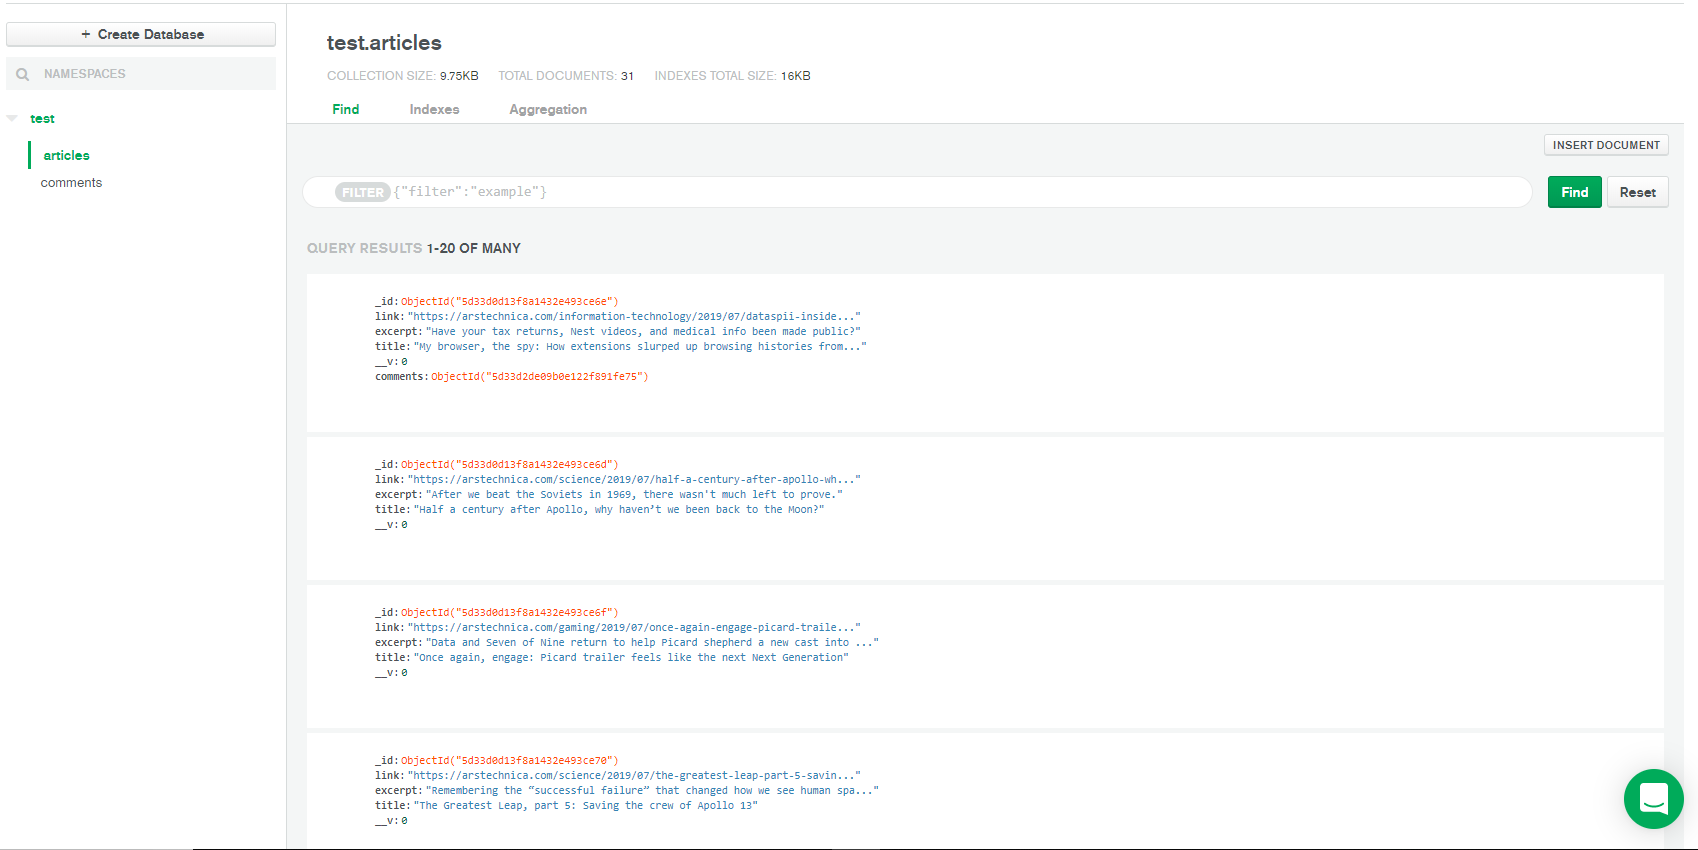 + Create Database
NAMESPACES
test
articles
comments
test.articles
COLLECTION SIZE: 9.75KB TOTAL DOCUMENTS: 31 INDEXES TOTAL SIZE: 16KB
Find Indexes Aggregation
INSERT DOCUMENT
FILTER {"filter":"example"}
Find Reset
QUERY RESULTS 1-20 OF MANY
_id:ObjectId("5d33d0d13f8a1432e493ce6e")
link:"https://arstechnica.com/information-technology/2019/07/dataspii-inside..."
excerpt:"Have your tax returns, Nest videos, and medical info been made public?"
title:"My browser, the spy: How extensions slurped up browsing histories from..."
__v:0
comments:ObjectId("5d33d2de09b0e122f891fe75")
_id:ObjectId("5d33d0d13f8a1432e493ce6d")
link:"https://arstechnica.com/science/2019/07/half-a-century-after-apollo-wh..."
excerpt:"After we beat the Soviets in 1969, there wasn't much left to prove."
title:"Half a century after Apollo, why haven’t we been back to the Moon?"
__v:0
_id:ObjectId("5d33d0d13f8a1432e493ce6f")
link:"https://arstechnica.com/gaming/2019/07/once-again-engage-picard-traile..."
excerpt:"Data and Seven of Nine return to help Picard shepherd a new cast into ..."
title:"Once again, engage: Picard trailer feels like the next Next Generation"
__v:0
_id:ObjectId("5d33d0d13f8a1432e493ce70")
link:"https://arstechnica.com/science/2019/07/the-greatest-leap-part-5-savin..."
excerpt:"Remembering the “successful failure” that changed how we see human spa..."
title:"The Greatest Leap, part 5: Saving the crew of Apollo 13"
__v:0